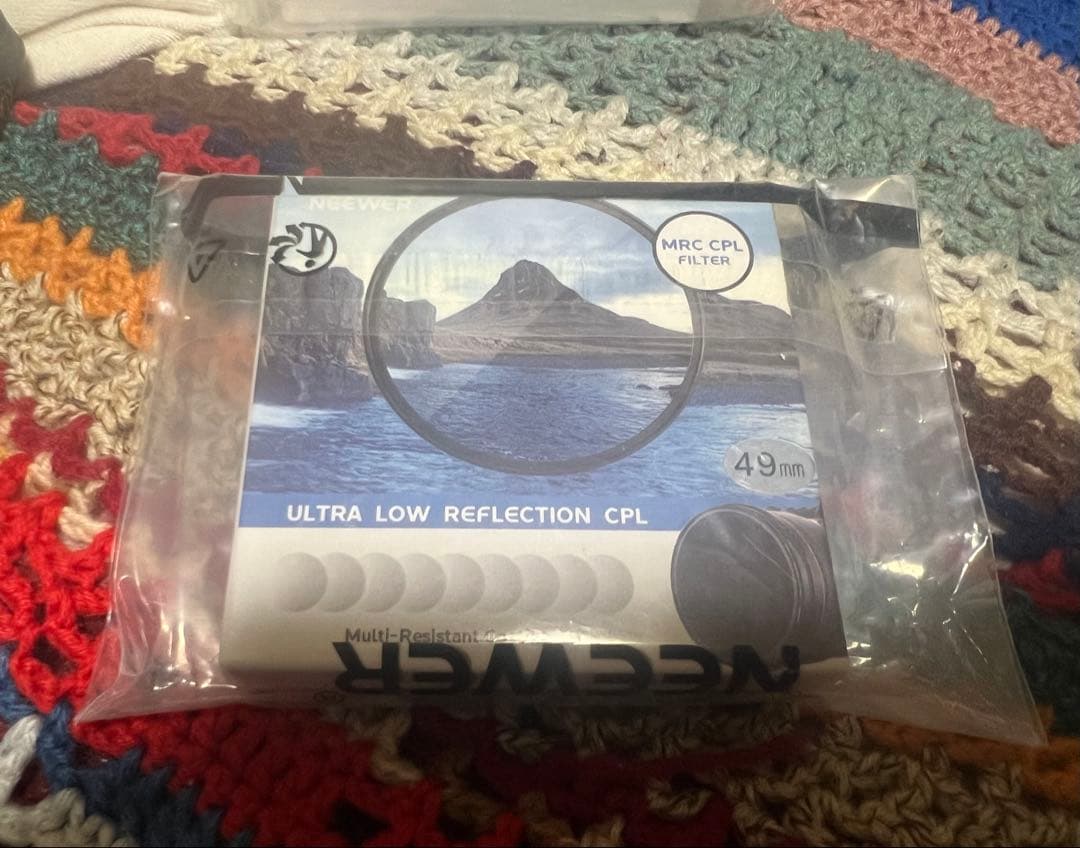 NEEWER
MRC CPL
FILTER
49mm
ULTRA LOW REFLECTION CPL
Multi-Resistant
NEEWER